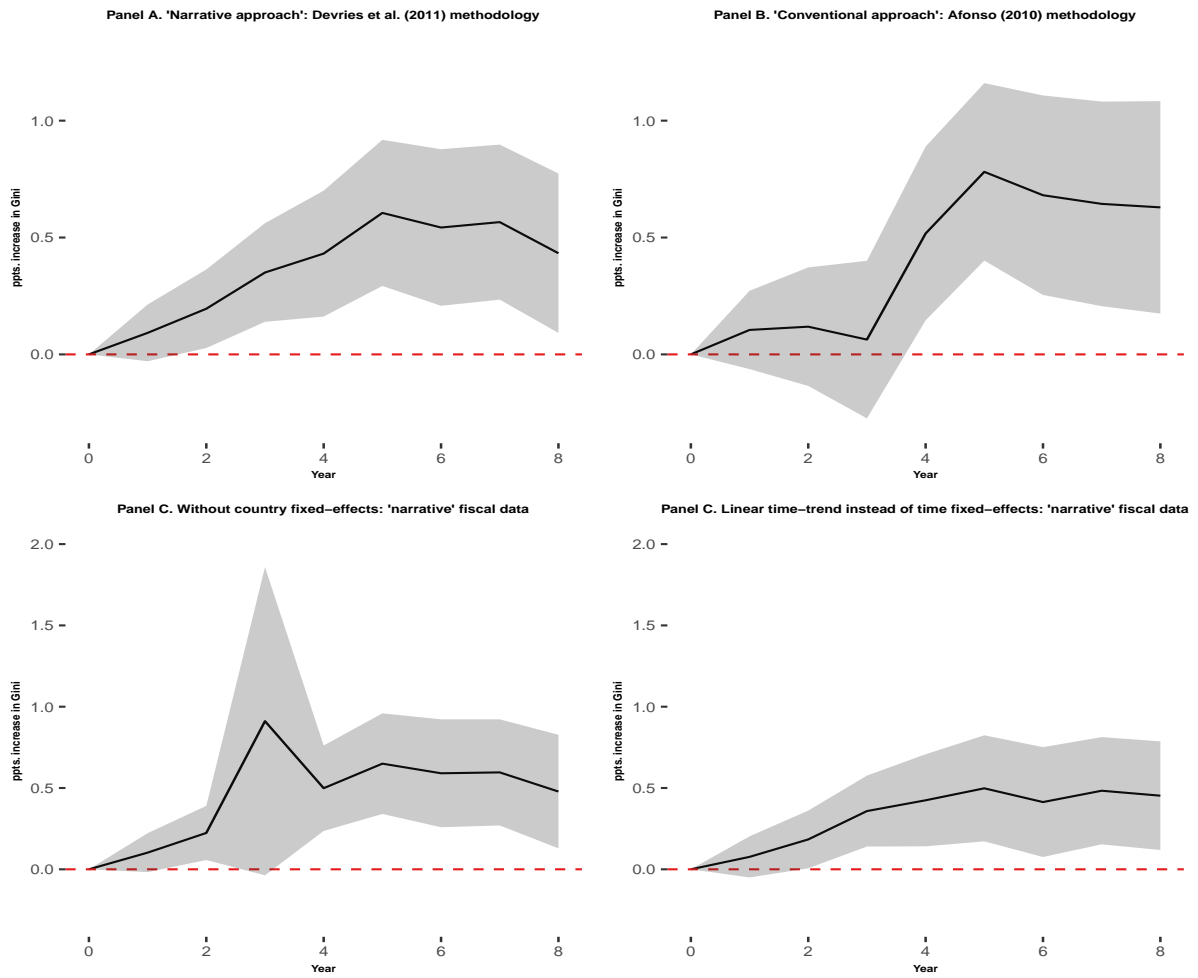 Panel A. 'Narrative approach': Devries et al. (2011) methodology
ppts. increase in Gini
1.0
0.5
0.0
0 2 4 6 8
Year
Panel B. 'Conventional approach': Afonso (2010) methodology
ppts. increase in Gini
1.0
0.5
0.0
0 2 4 6 8
Year
Panel C. Without country fixed−effects: 'narrative' fiscal data
ppts. increase in Gini
2.0
1.5
1.0
0.5
0.0
0 2 4 6 8
Year
Panel C. Linear time−trend instead of time fixed−effects: 'narrative' fiscal data
ppts. increase in Gini
2.0
1.5
1.0
0.5
0.0
0 2 4 6 8
Year